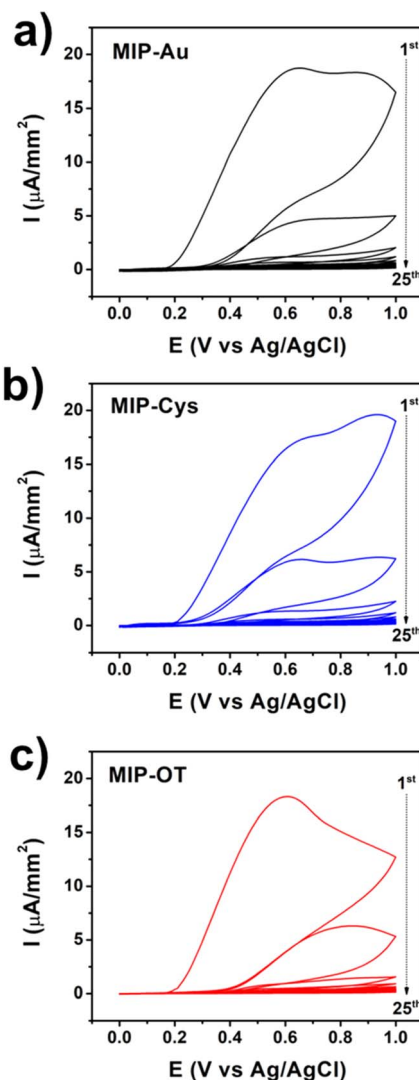 a)
MIP-Au
1st
20
15
10
5
0
I (μA/mm²)
25th
0.0 0.2 0.4 0.6 0.8 1.0
E (V vs Ag/AgCl)
b)
MIP-Cys
1st
20
15
10
5
0
I (μA/mm²)
25th
0.0 0.2 0.4 0.6 0.8 1.0
E (V vs Ag/AgCl)
c)
MIP-OT
1st
20
15
10
5
0
I (μA/mm²)
25th
0.0 0.2 0.4 0.6 0.8 1.0
E (V vs Ag/AgCl)